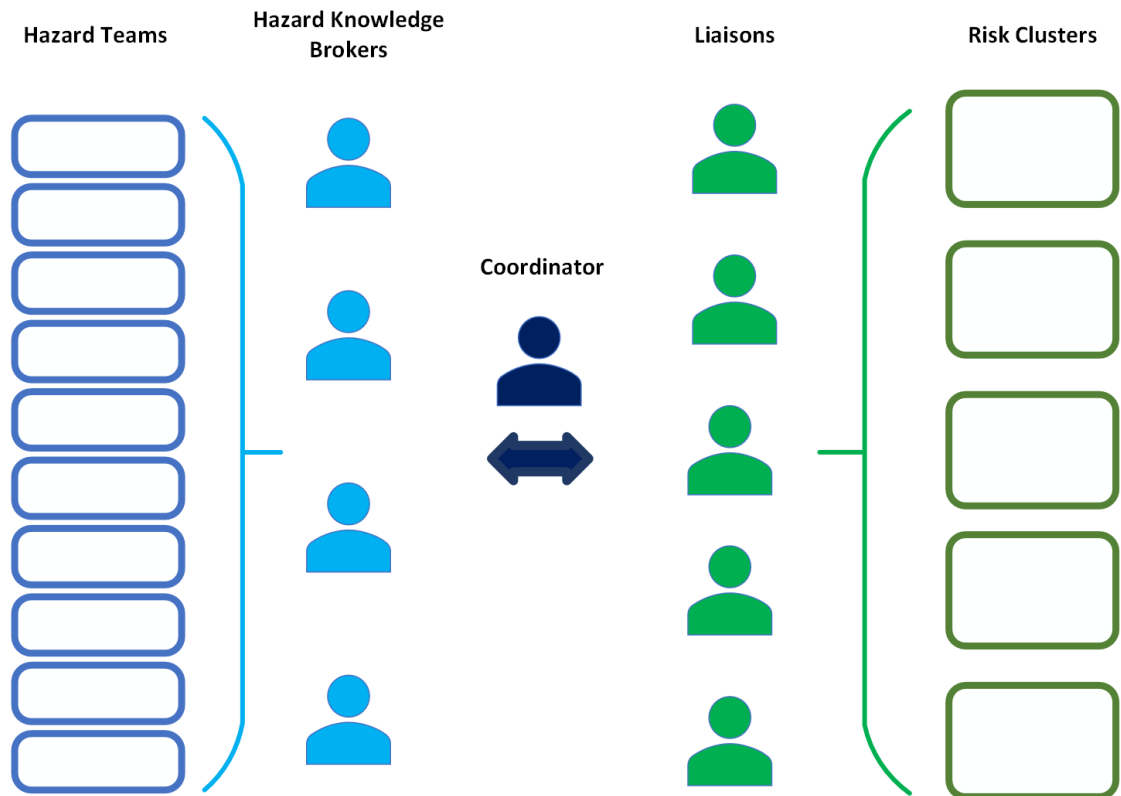 Hazard Teams
Hazard Knowledge
Brokers
Liaisons
Risk Clusters
Coordinator